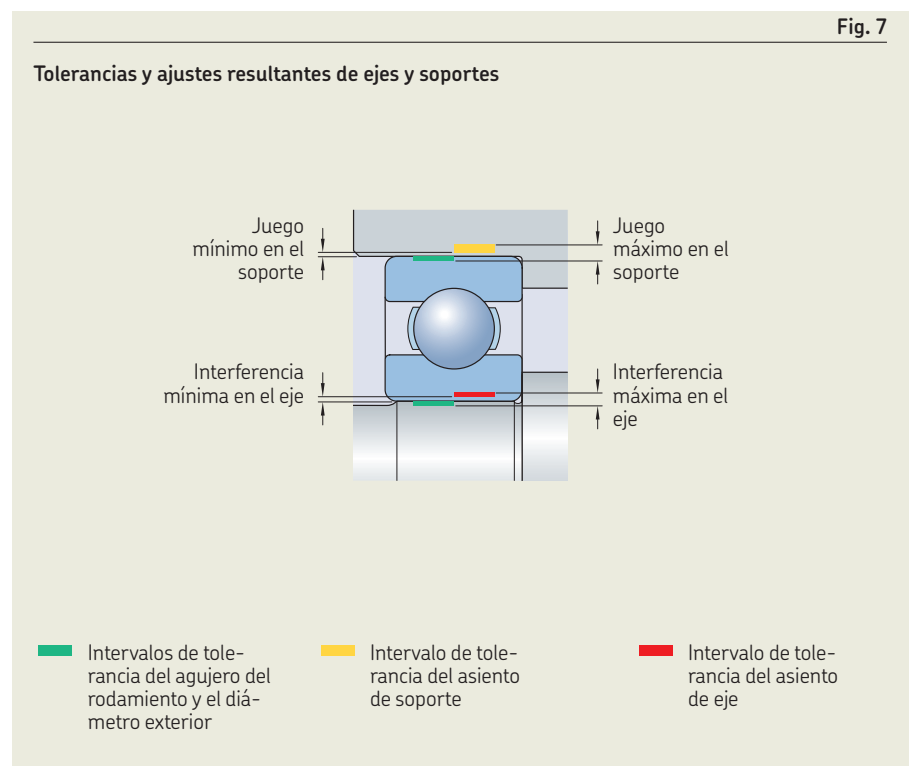 Fig. 7
Tolerancias y ajustes resultantes de ejes y soportes
Juego
mínimo en el
soporte
Juego
máximo en el
soporte
Interferencia
mínima en el eje
Interferencia
máxima en el
eje
Intervalos de tole-
rancia del agujero del
rodamiento y el diá-
metro exterior
Intervalo de tole-
rancia del asiento
de soporte
Intervalo de tole-
rancia del asiento
de eje